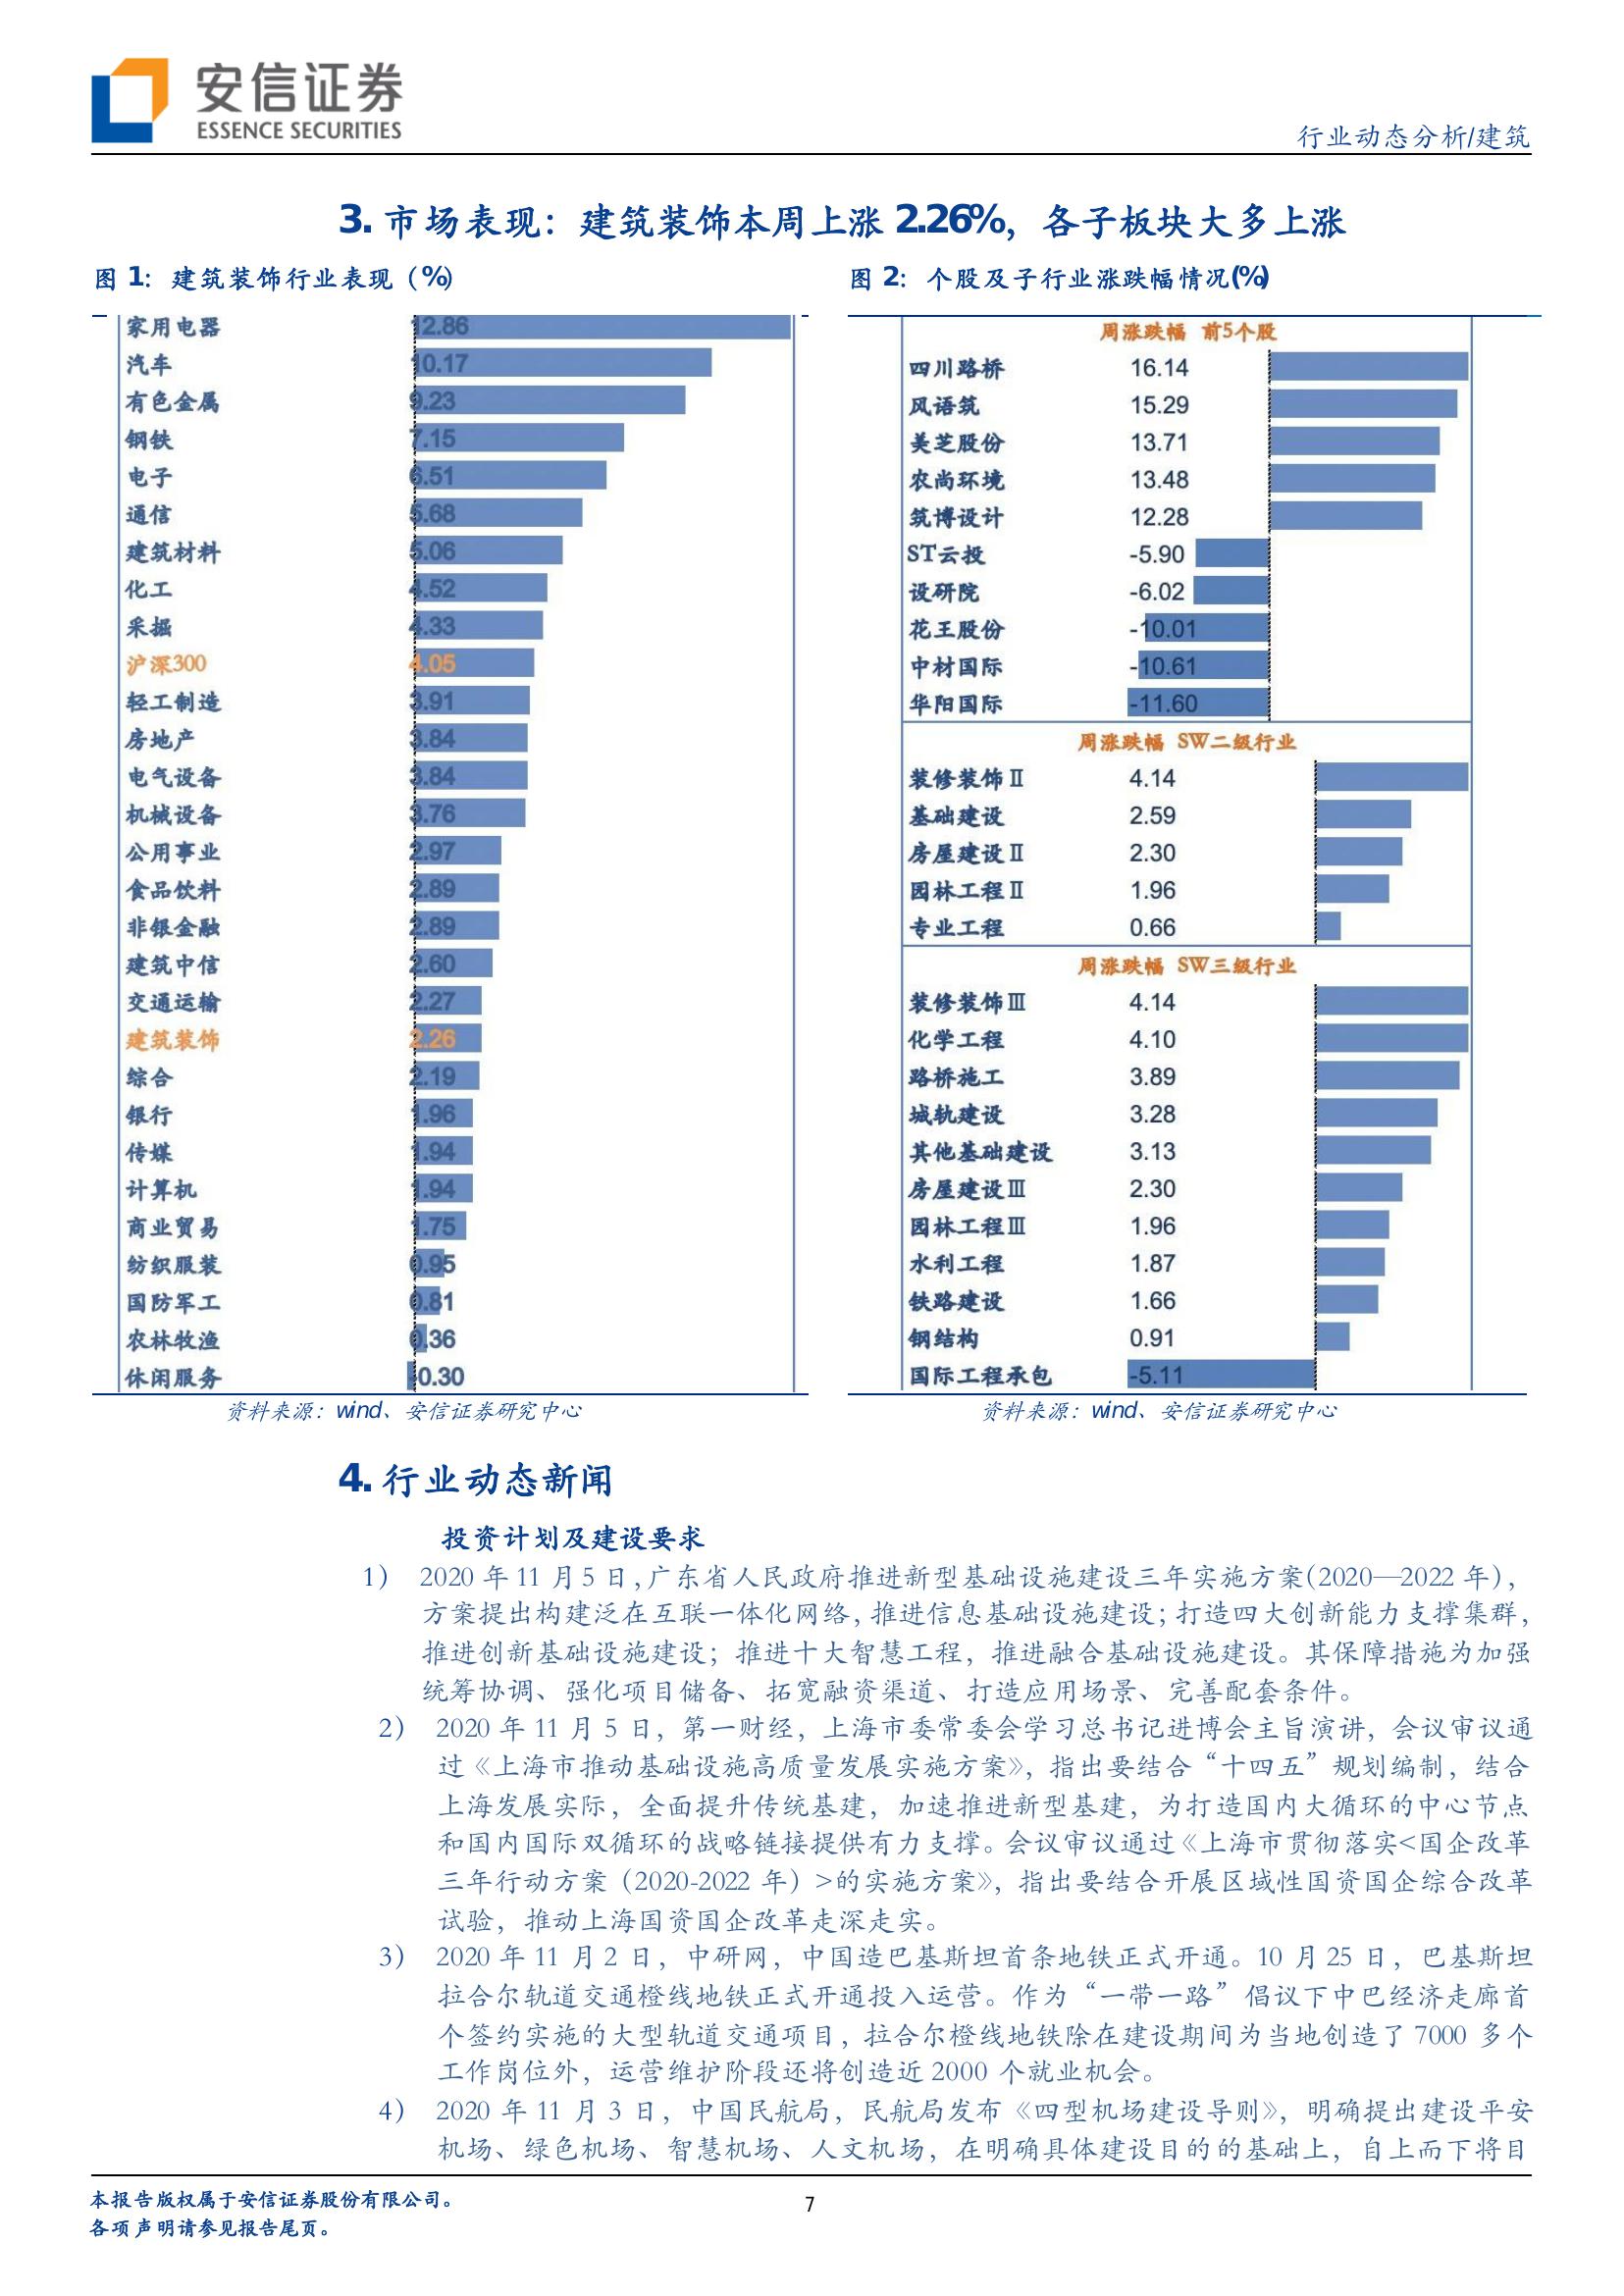 安信证券
ESSENCE SECURITIES
行业动态分析/建筑
3. 市场表现：建筑装饰本周上涨 2.26%，各子板块大多上涨
图 1：建筑装饰行业表现（%）
家用电器 12.86
汽车 10.17
有色金属 9.23
钢铁 7.15
电子 6.51
通信 5.68
建筑材料 5.06
化工 4.52
采掘 4.33
沪深300 4.05
轻工制造 3.91
房地产 3.84
电气设备 3.84
机械设备 3.76
公用事业 2.97
食品饮料 2.89
非银金融 2.89
建筑中信 2.60
交通运输 2.27
建筑装饰 2.26
综合 2.19
银行 1.96
传媒 1.94
计算机 1.94
商业贸易 1.75
纺织服装 0.95
国防军工 0.81
农林牧渔 0.36
休闲服务 -0.30
资料来源：wind、安信证券研究中心
图 2：个股及子行业涨跌幅情况(%)
周涨跌幅 前5个股
四川路桥 16.14
风语筑 15.29
美芝股份 13.71
农尚环境 13.48
筑博设计 12.28
ST云投 -5.90
设研院 -6.02
花王股份 -10.01
中材国际 -10.61
华阳国际 -11.60
周涨跌幅 SW二级行业
装修装饰Ⅱ 4.14
基础建设 2.59
房屋建设Ⅱ 2.30
园林工程Ⅱ 1.96
专业工程 0.66
周涨跌幅 SW三级行业
装修装饰Ⅲ 4.14
化学工程 4.10
路桥施工 3.89
城轨建设 3.28
其他基础建设 3.13
房屋建设Ⅲ 2.30
园林工程Ⅲ 1.96
水利工程 1.87
铁路建设 1.66
钢结构 0.91
国际工程承包 -5.11
资料来源：wind、安信证券研究中心
4. 行业动态新闻
投资计划及建设要求
1） 2020 年 11 月 5 日，广东省人民政府推进新型基础设施建设三年实施方案(2020—2022 年)，
方案提出构建泛在互联一体化网络，推进信息基础设施建设；打造四大创新能力支撑集群，
推进创新基础设施建设；推进十大智慧工程，推进融合基础设施建设。其保障措施为加强
统筹协调、强化项目储备、拓宽融资渠道、打造应用场景、完善配套条件。
2） 2020 年 11 月 5 日，第一财经，上海市委常委会学习总书记进博会主旨演讲，会议审议通
过《上海市推动基础设施高质量发展实施方案》，指出要结合“十四五”规划编制，结合
上海发展实际，全面提升传统基建，加速推进新型基建，为打造国内大循环的中心节点
和国内国际双循环的战略链接提供有力支撑。会议审议通过《上海市贯彻落实<国企改革
三年行动方案（2020-2022 年）>的实施方案》，指出要结合开展区域性国资国企综合改革
试验，推动上海国资国企改革走深走实。
3） 2020 年 11 月 2 日，中研网，中国造巴基斯坦首条地铁正式开通。10 月 25 日，巴基斯坦
拉合尔轨道交通橙线地铁正式开通投入运营。作为“一带一路”倡议下中巴经济走廊首
个签约实施的大型轨道交通项目，拉合尔橙线地铁除在建设期间为当地创造了 7000 多个
工作岗位外，运营维护阶段还将创造近 2000 个就业机会。
4） 2020 年 11 月 3 日，中国民航局，民航局发布《四型机场建设导则》，明确提出建设平安
机场、绿色机场、智慧机场、人文机场，在明确具体建设目的的基础上，自上而下将目
本报告版权属于安信证券股份有限公司。
各项声明请参见报告尾页。
7